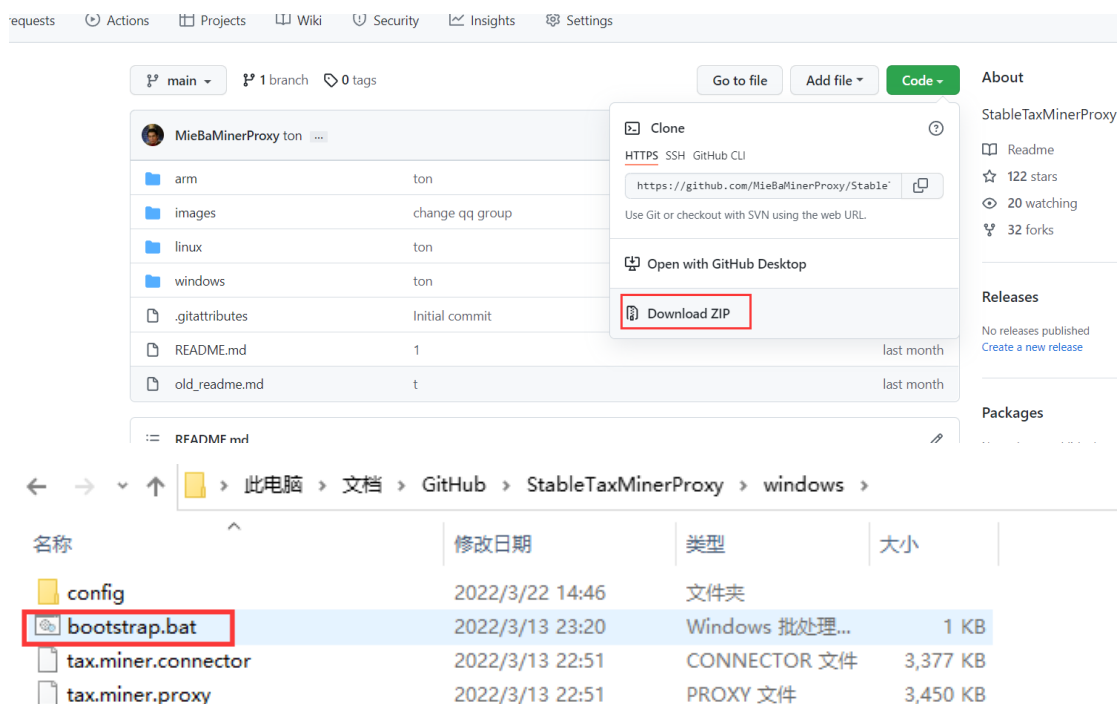 requests Actions Projects Wiki Security Insights Settings
main 1 branch 0 tags Go to file Add file Code About
StableTaxMinerProxy
MieBaMinerProxy ton ... Clone
HTTPS SSH GitHub CLI Readme
arm ton https://github.com/MieBaMinerProxy/Stable 122 stars
images change qq group Use Git or checkout with SVN using the web URL. 20 watching
linux ton 32 forks
windows ton Open with GitHub Desktop
.gitattributes Initial commit Download ZIP Releases
No releases published
README.md 1 last month Create a new release
old_readme.md t last month
Packages
README.md
此电脑 > 文档 > GitHub > StableTaxMinerProxy > windows >
名称 修改日期 类型 大小
config 2022/3/22 14:46 文件夹
bootstrap.bat 2022/3/13 23:20 Windows 批处理... 1 KB
tax.miner.connector 2022/3/13 22:51 CONNECTOR 文件 3,377 KB
tax.miner.proxy 2022/3/13 22:51 PROXY 文件 3,450 KB